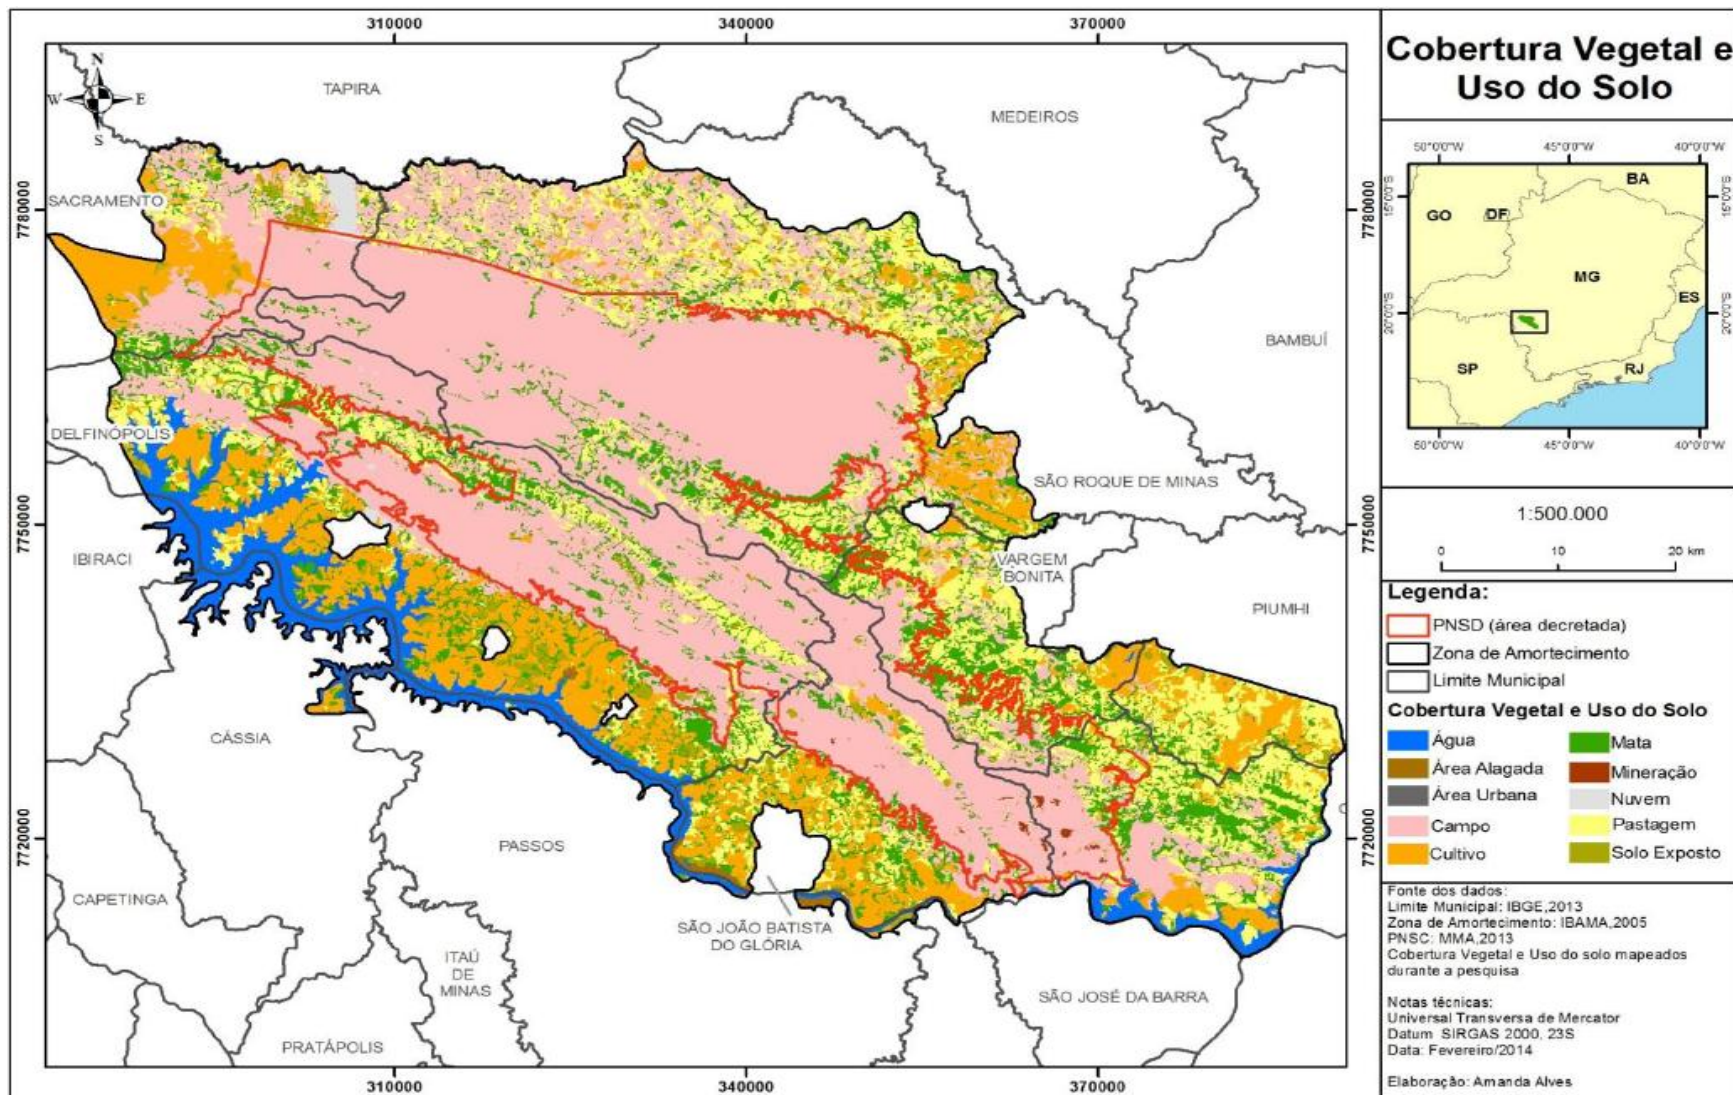 310000
340000
370000
N
W
E
S
TAPIRA
MEDEIROS
SACRAMENTO
7780000
7780000
BAMBUÍ
DELFINÓPOLIS
SÃO ROQUE DE MINAS
7750000
7750000
IBIRACI
VARGEM
BONITA
PIUMHI
CÁSSIA
7720000
7720000
PASSOS
CAPETINGA
SÃO JOÃO BATISTA
DO GLÓRIA
ITAÚ
DE
MINAS
SÃO JOSÉ DA BARRA
PRATÁPOLIS
310000
340000
370000
Cobertura Vegetal e
Uso do Solo
50°0'0"W
45°0'0"W
40°0'0"W
15°0'0"S
15°0'0"S
BA
GO
DF
MG
ES
20°0'0"S
20°0'0"S
SP
RJ
50°0'0"W
45°0'0"W
40°0'0"W
1:500.000
0 10 20 km
Legenda:
PNSD (área decretada)
Zona de Amortecimento
Limite Municipal
Cobertura Vegetal e Uso do Solo
Água
Área Alagada
Área Urbana
Campo
Cultivo
Mata
Mineração
Nuvem
Pastagem
Solo Exposto
Fonte dos dados:
Limite Municipal: IBGE,2013
Zona de Amortecimento: IBAMA,2005
PNSC: MMA,2013
Cobertura Vegetal e Uso do solo mapeados
durante a pesquisa
Notas técnicas:
Universal Transversa de Mercator
Datum SIRGAS 2000, 23S
Data: Fevereiro/2014
Elaboração: Amanda Alves